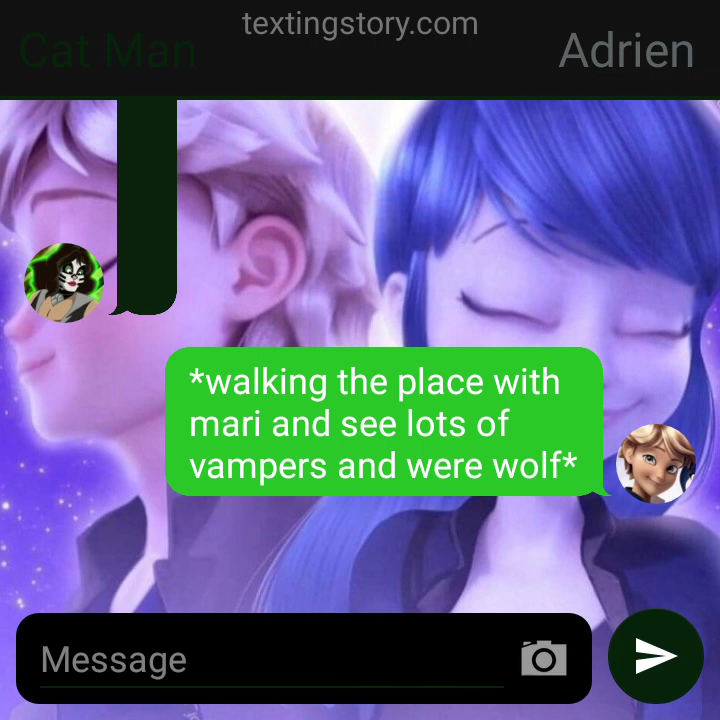 textingstory.com
Cat Man
Adrien
*walking the place with
mari and see lots of
vampers and were wolf*
Message